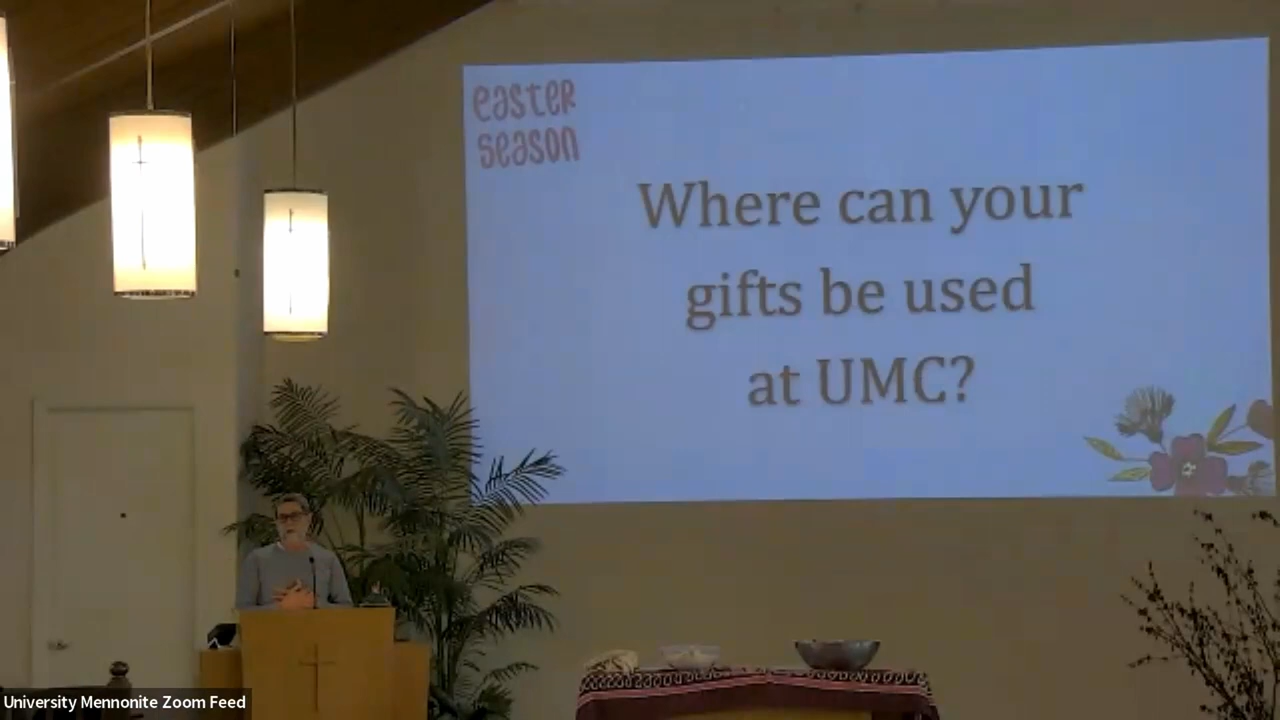 easter
season
Where can your
gifts be used
at UMC?
University Mennonite Zoom Feed